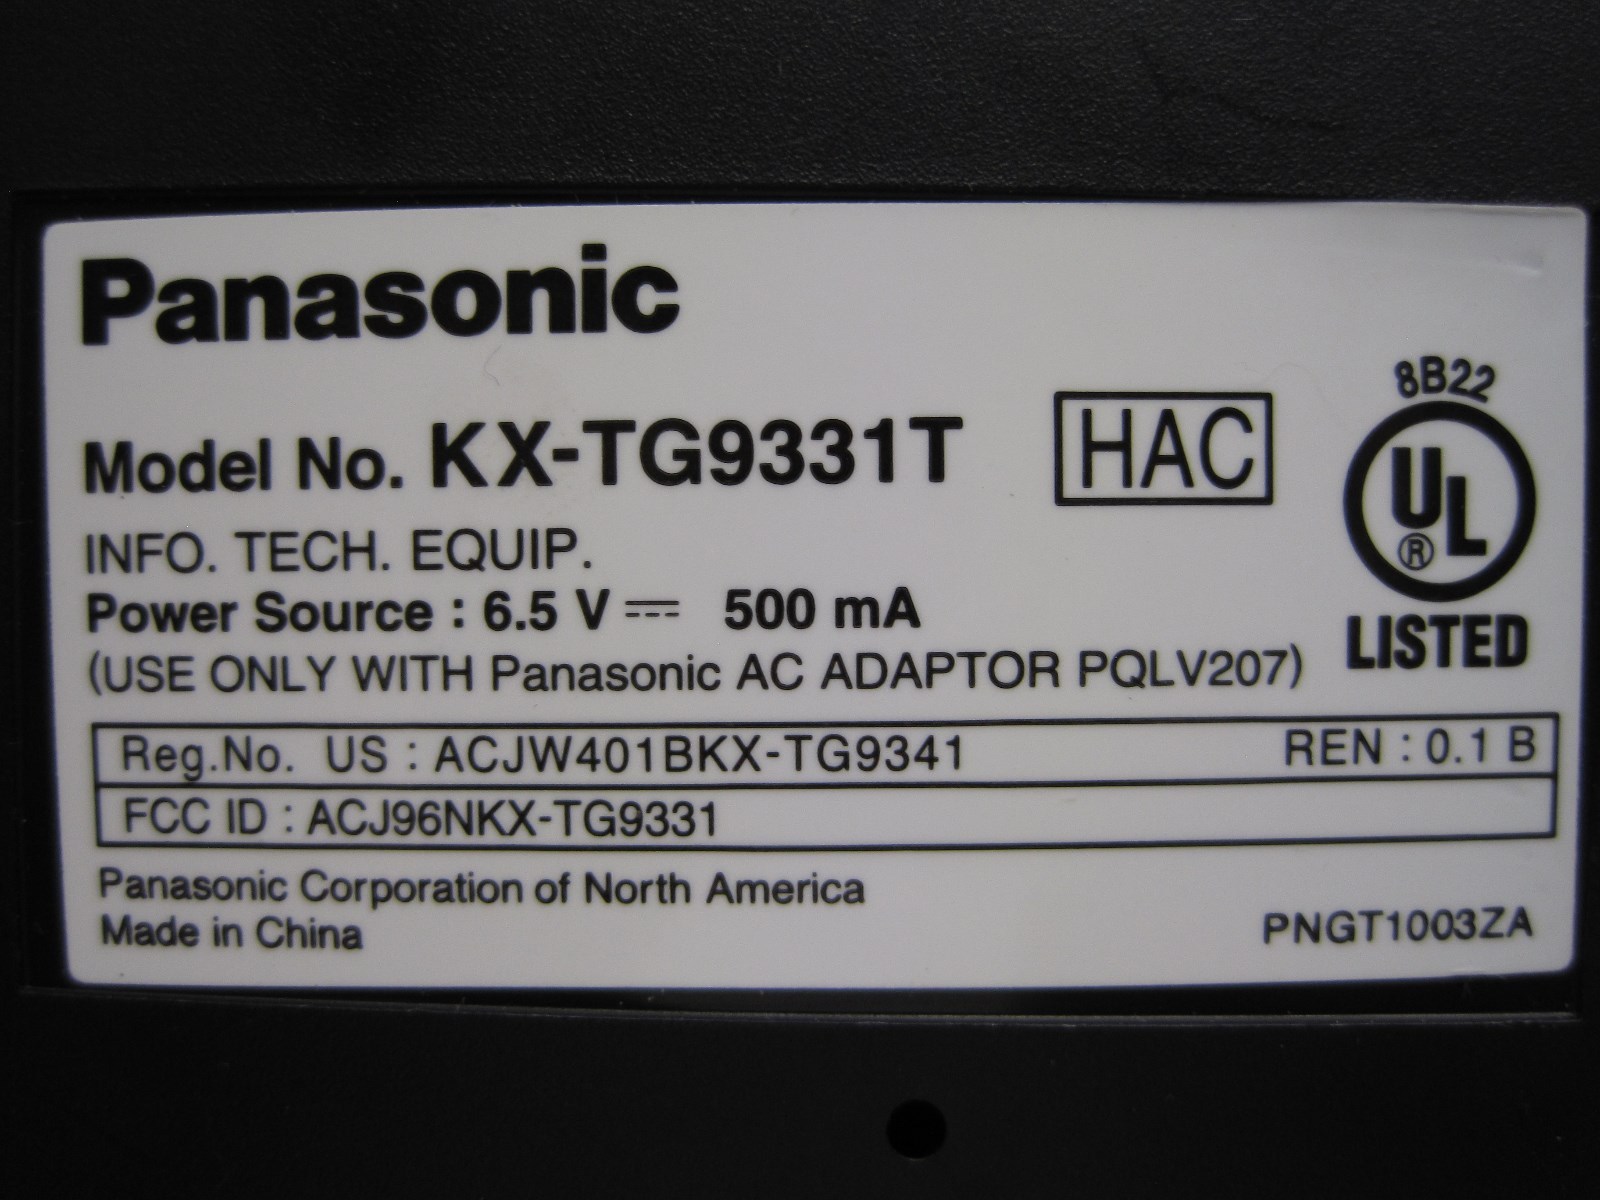 Panasonic
8B22
Model No. KX-TG9331T
HAC
UL
®
INFO. TECH. EQUIP.
Power Source : 6.5 V ⎓ 500 mA
LISTED
(USE ONLY WITH Panasonic AC ADAPTOR PQLV207)
Reg.No. US : ACJW401BKX-TG9341 REN : 0.1 B
FCC ID : ACJ96NKX-TG9331
Panasonic Corporation of North America
Made in China
PNGT1003ZA